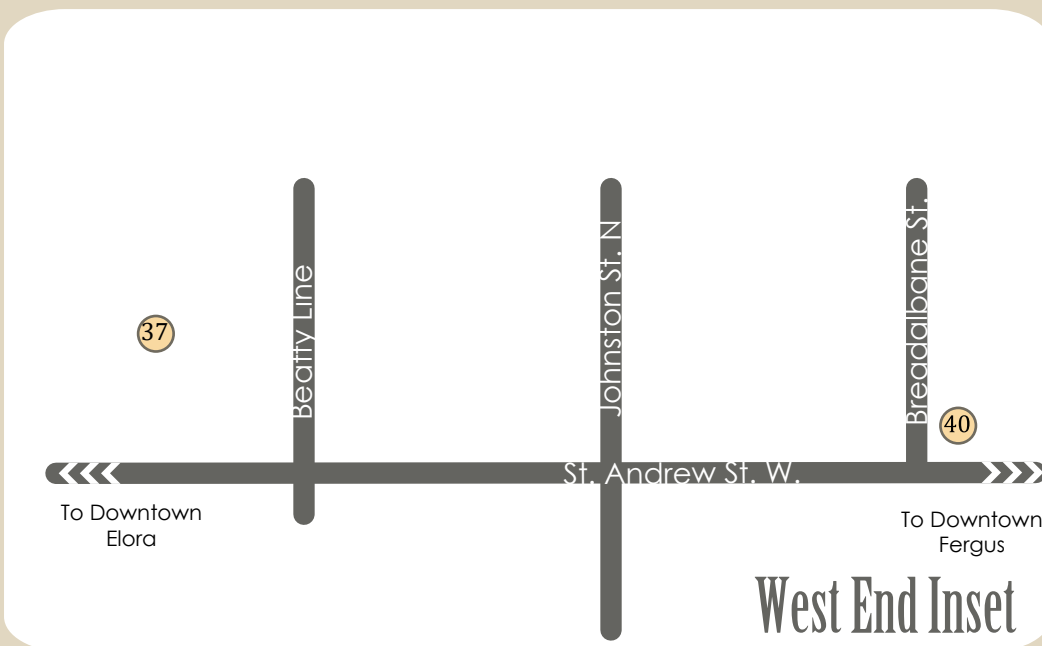 Beatty Line
Johnston St. N
Breadalbane St.
37
40
St. Andrew St. W.
To Downtown
Elora
To Downtown
Fergus
West End Inset